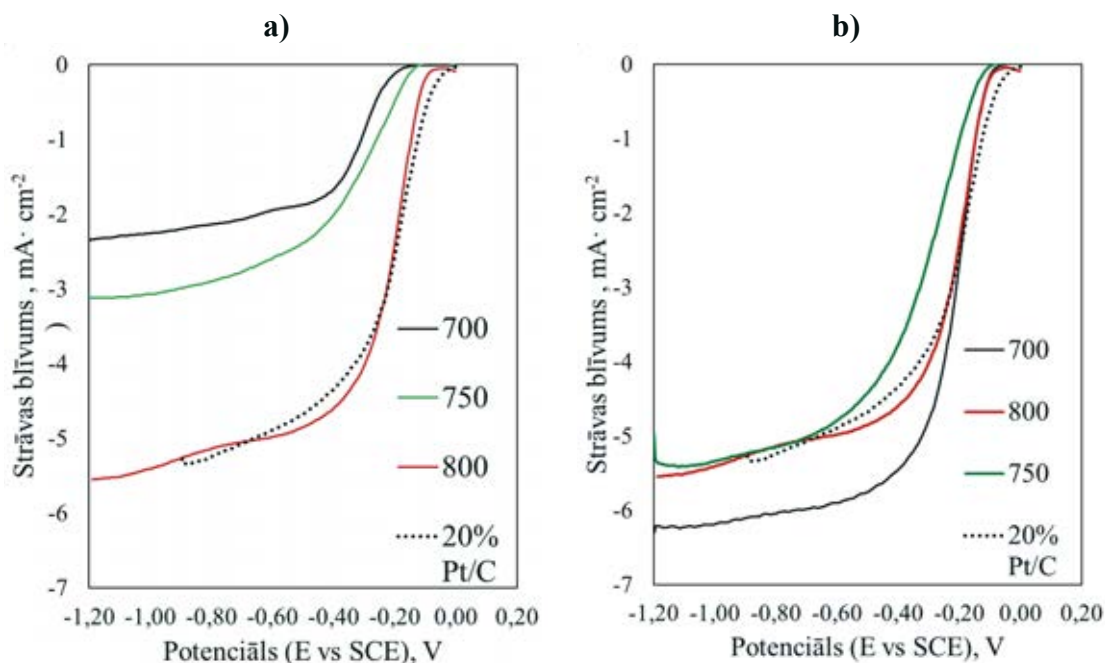 a)
0
-1
-2
-3
-4
-5
-6
-7
Strāvas blīvums , mA· cm-2
)
700
750
800
20%
Pt/C
-1,20 -1,00 -0,80 -0,60 -0,40 -0,20 0,00 0,20
Potenciāls (E vs SCE), V
b)
0
-1
-2
-3
-4
-5
-6
-7
Strāvas blīvums , mA· cm-2
700
800
750
20%
Pt/C
-1,20 -1,00 -0,80 -0,60 -0,40 -0,20 0,00 0,20
Potenciāls (E vs SCE), V